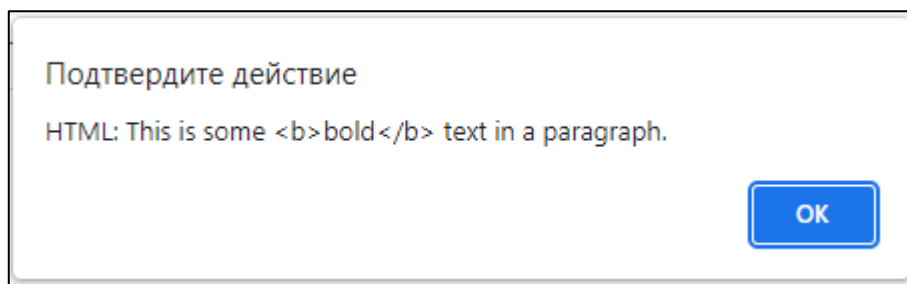 Подтвердите действие
HTML: This is some <b>bold</b> text in a paragraph.
OK